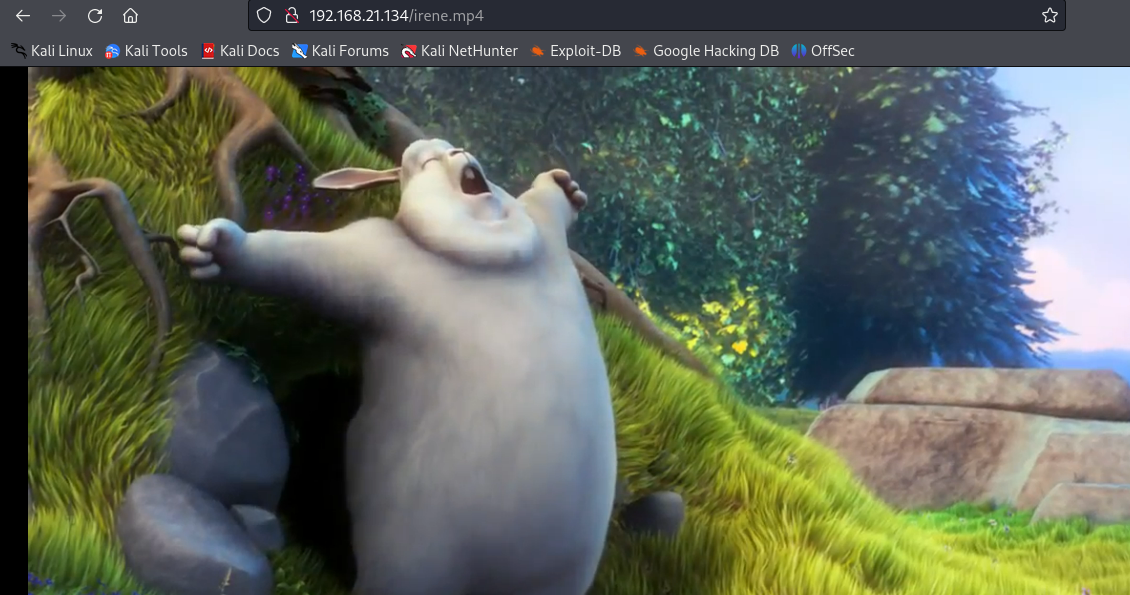 192.168.21.134/irene.mp4
Kali Linux Kali Tools Kali Docs Kali Forums Kali NetHunter Exploit-DB Google Hacking DB OffSec